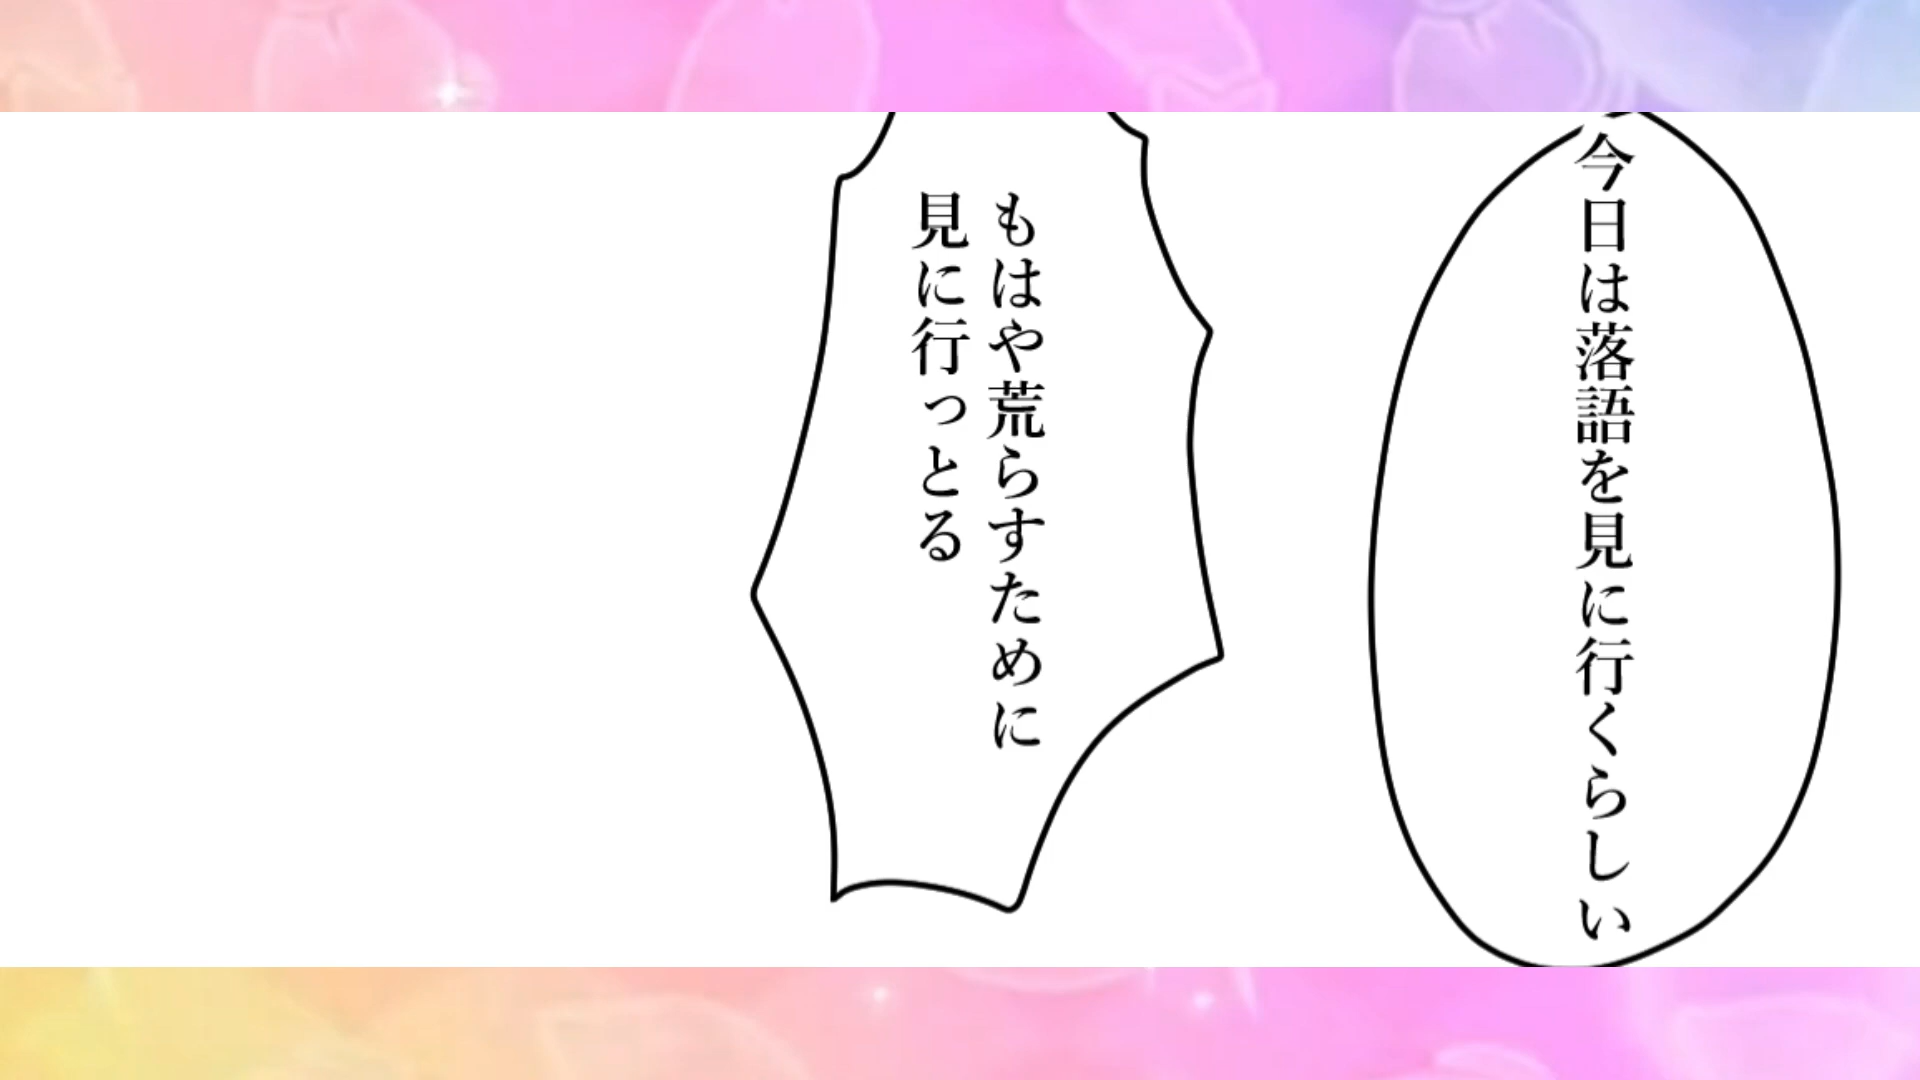 今日は落語を見に行くらしい
もはや荒らすために
見に行っとる